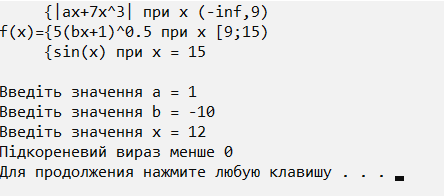 {|ax+7x^3| при x (-inf,9)
f(x)={5(bx+1)^0.5 при x [9;15)
{sin(x) при x = 15
Введіть значення a = 1
Введіть значення b = -10
Введіть значення x = 12
Підкореневий вираз менше 0
Для продолжения нажмите любую клавишу . . .